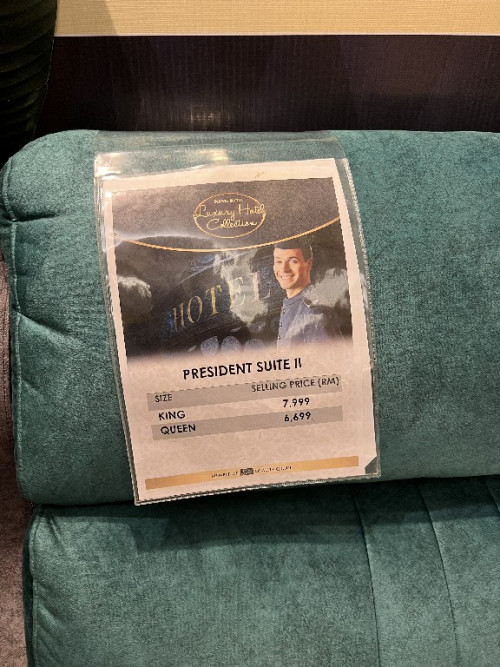 Luxury Hotel
Collection
HOTEL
PRESIDENT SUITE II
SIZE SELLING PRICE (RM)
KING 7,999
QUEEN 6,699